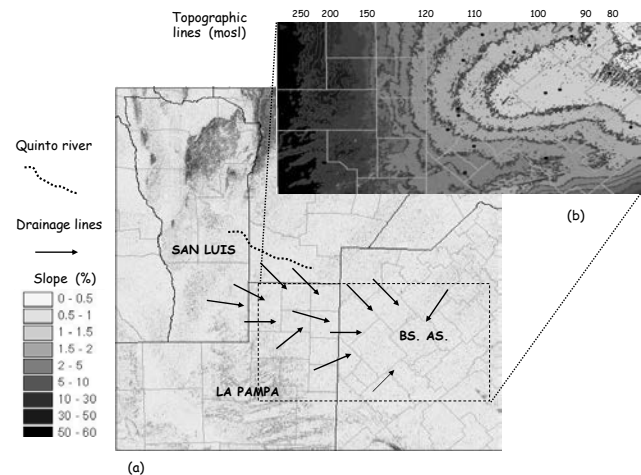 Topographic lines (mosl)
250 200 150 120 110 100 90 80
Quinto river
Drainage lines
Slope (%)
0 - 0.5
0.5 - 1
1 - 1.5
1.5 - 2
2 - 5
5 - 10
10 - 30
30 - 50
50 - 60
SAN LUIS
BS. AS.
LA PAMPA
(b)
(a)